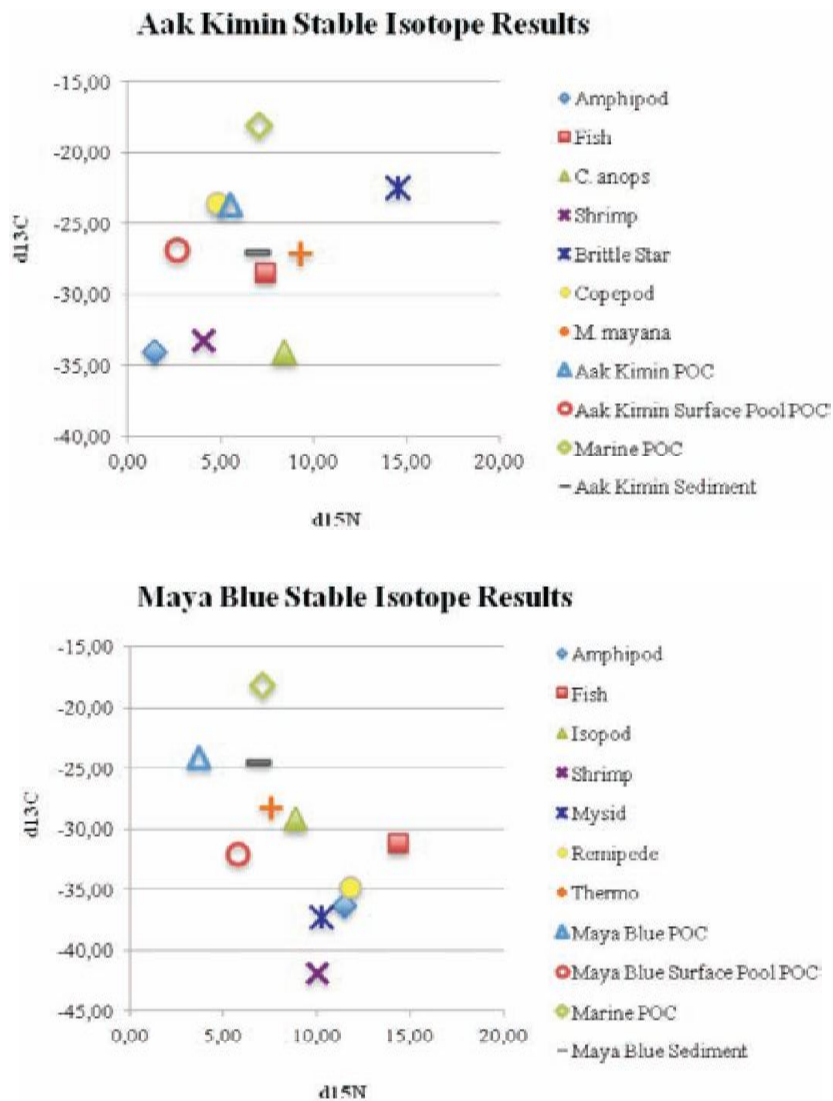 Aak Kimin Stable Isotope Results
-15,00
-20,00
-25,00
-30,00
-35,00
-40,00
d13C
0,00 5,00 10,00 15,00 20,00
d15N
Amphipod
Fish
C. anops
Shrimp
Brittle Star
Copepod
M. mayana
Aak Kimin POC
Aak Kimin Surface Pool POC
Marine POC
Aak Kimin Sediment
Maya Blue Stable Isotope Results
-15,00
-20,00
-25,00
-30,00
-35,00
-40,00
-45,00
d13C
0,00 5,00 10,00 15,00 20,00
d15N
Amphipod
Fish
Isopod
Shrimp
Mysid
Remipede
Thermo
Maya Blue POC
Maya Blue Surface Pool POC
Marine POC
Maya Blue Sediment